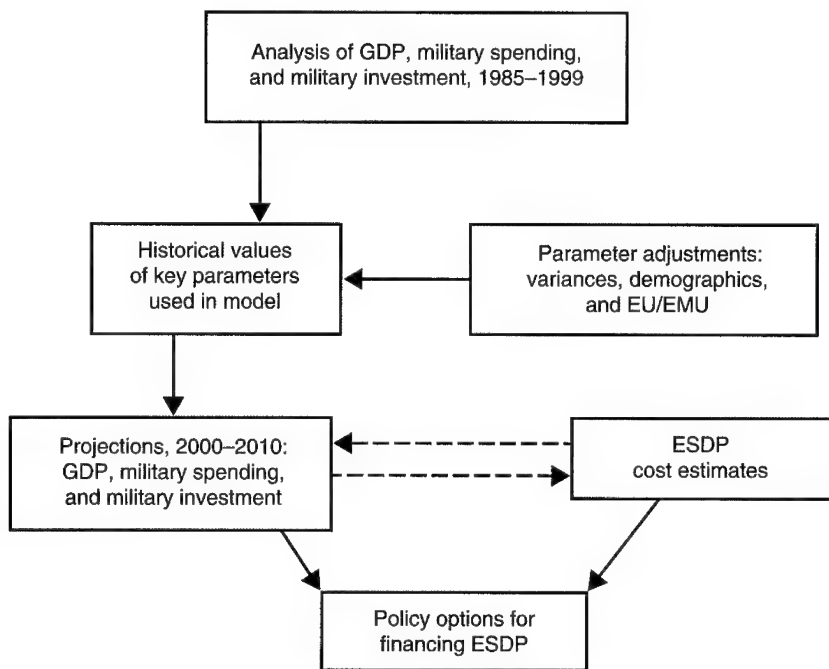 Analysis of GDP, military spending,
and military investment, 1985–1999
Historical values
of key parameters
used in model
Parameter adjustments:
variances, demographics,
and EU/EMU
Projections, 2000–2010:
GDP, military spending,
and military investment
ESDP
cost estimates
Policy options for
financing ESDP